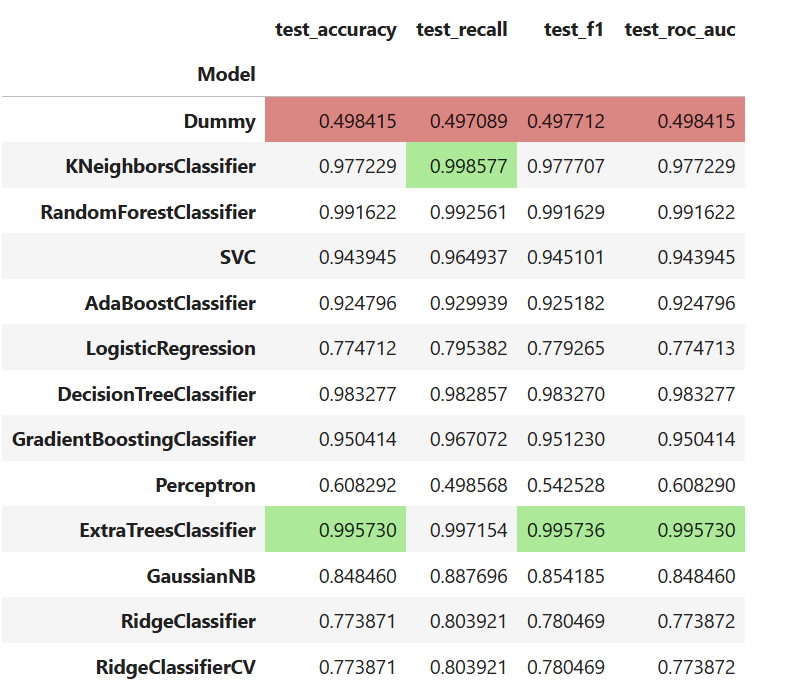 test_accuracy test_recall test_f1 test_roc_auc
Model
Dummy 0.498415 0.497089 0.497712 0.498415
KNeighborsClassifier 0.977229 0.998577 0.977707 0.977229
RandomForestClassifier 0.991622 0.992561 0.991629 0.991622
SVC 0.943945 0.964937 0.945101 0.943945
AdaBoostClassifier 0.924796 0.929939 0.925182 0.924796
LogisticRegression 0.774712 0.795382 0.779265 0.774713
DecisionTreeClassifier 0.983277 0.982857 0.983270 0.983277
GradientBoostingClassifier 0.950414 0.967072 0.951230 0.950414
Perceptron 0.608292 0.498568 0.542528 0.608290
ExtraTreesClassifier 0.995730 0.997154 0.995736 0.995730
GaussianNB 0.848460 0.887696 0.854185 0.848460
RidgeClassifier 0.773871 0.803921 0.780469 0.773872
RidgeClassifierCV 0.773871 0.803921 0.780469 0.773872